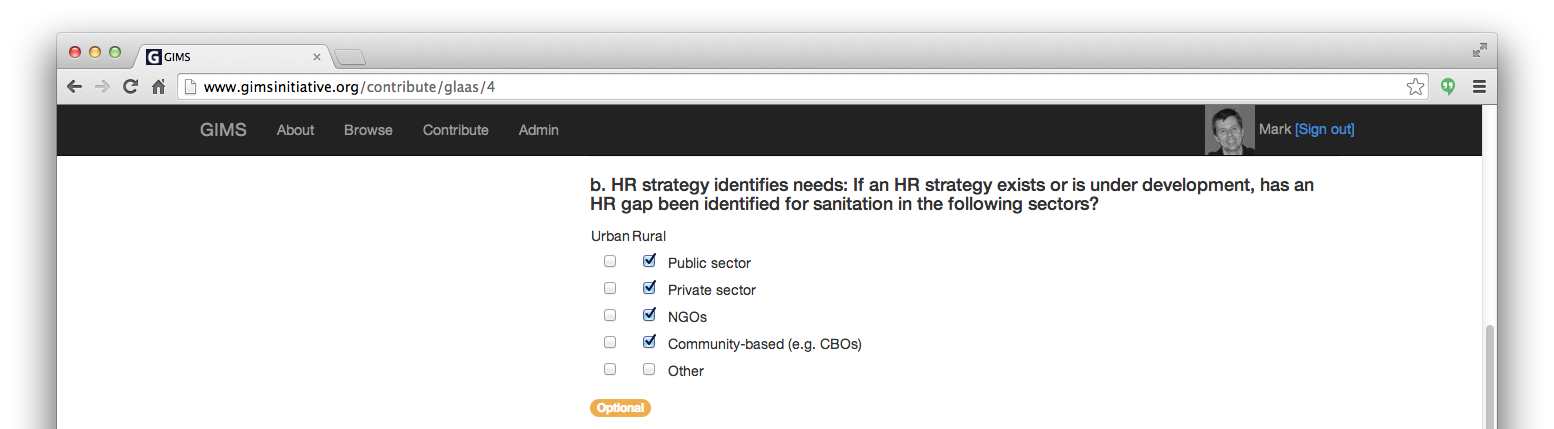 GIMS
www.gimsinitiative.org/contribute/glaas/4
GIMS About Browse Contribute Admin Mark [Sign out]
b. HR strategy identifies needs: If an HR strategy exists or is under development, has an
HR gap been identified for sanitation in the following sectors?
Urban Rural
Public sector
Private sector
NGOs
Community-based (e.g. CBOs)
Other
Optional